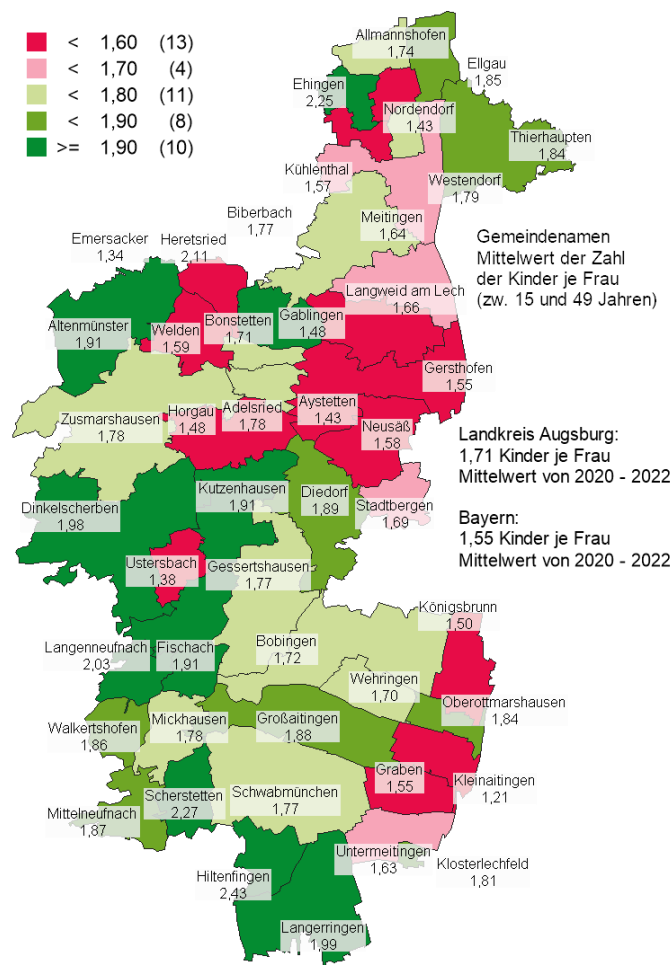 < 1,60 (13)
< 1,70 (4)
< 1,80 (11)
< 1,90 (8)
>= 1,90 (10)
Allmannshofen
1,74
Ellgau
1,85
Ehingen
2,25
Nordendorf
1,43
Thierhaupten
1,84
Kühlenthal
1,57
Westendorf
1,79
Biberbach
1,77
Meitingen
1,64
Gemeindenamen
Mittelwert der Zahl
der Kinder je Frau
(zw. 15 und 49 Jahren)
Emersacker
1,34
Heretsried
2,11
Langweid am Lech
1,66
Altenmünster
1,91
Welden
1,59
Bonstetten
1,71
Gablingen
1,48
Gersthofen
1,55
Zusmarshausen
1,78
Horgau
1,48
Adelsried
1,78
Aystetten
1,43
Neusäß
1,58
Landkreis Augsburg:
1,71 Kinder je Frau
Mittelwert von 2020 - 2022
Dinkelscherben
1,98
Kutzenhausen
1,91
Diedorf
1,89
Stadtbergen
1,69
Bayern:
1,55 Kinder je Frau
Mittelwert von 2020 - 2022
Ustersbach
1,38
Gessertshausen
1,77
Königsbrunn
1,50
Langenneufnach
2,03
Fischach
1,91
Bobingen
1,72
Wehringen
1,70
Oberottmarshausen
1,84
Walkertshofen
1,86
Mickhausen
1,78
Großaitingen
1,88
Graben
1,55
Kleinaitingen
1,21
Mittelneufnach
1,87
Scherstetten
2,27
Schwabmünchen
1,77
Untermeitingen
1,63
Klosterlechfeld
1,81
Hiltenfingen
2,43
Langerringen
1,99